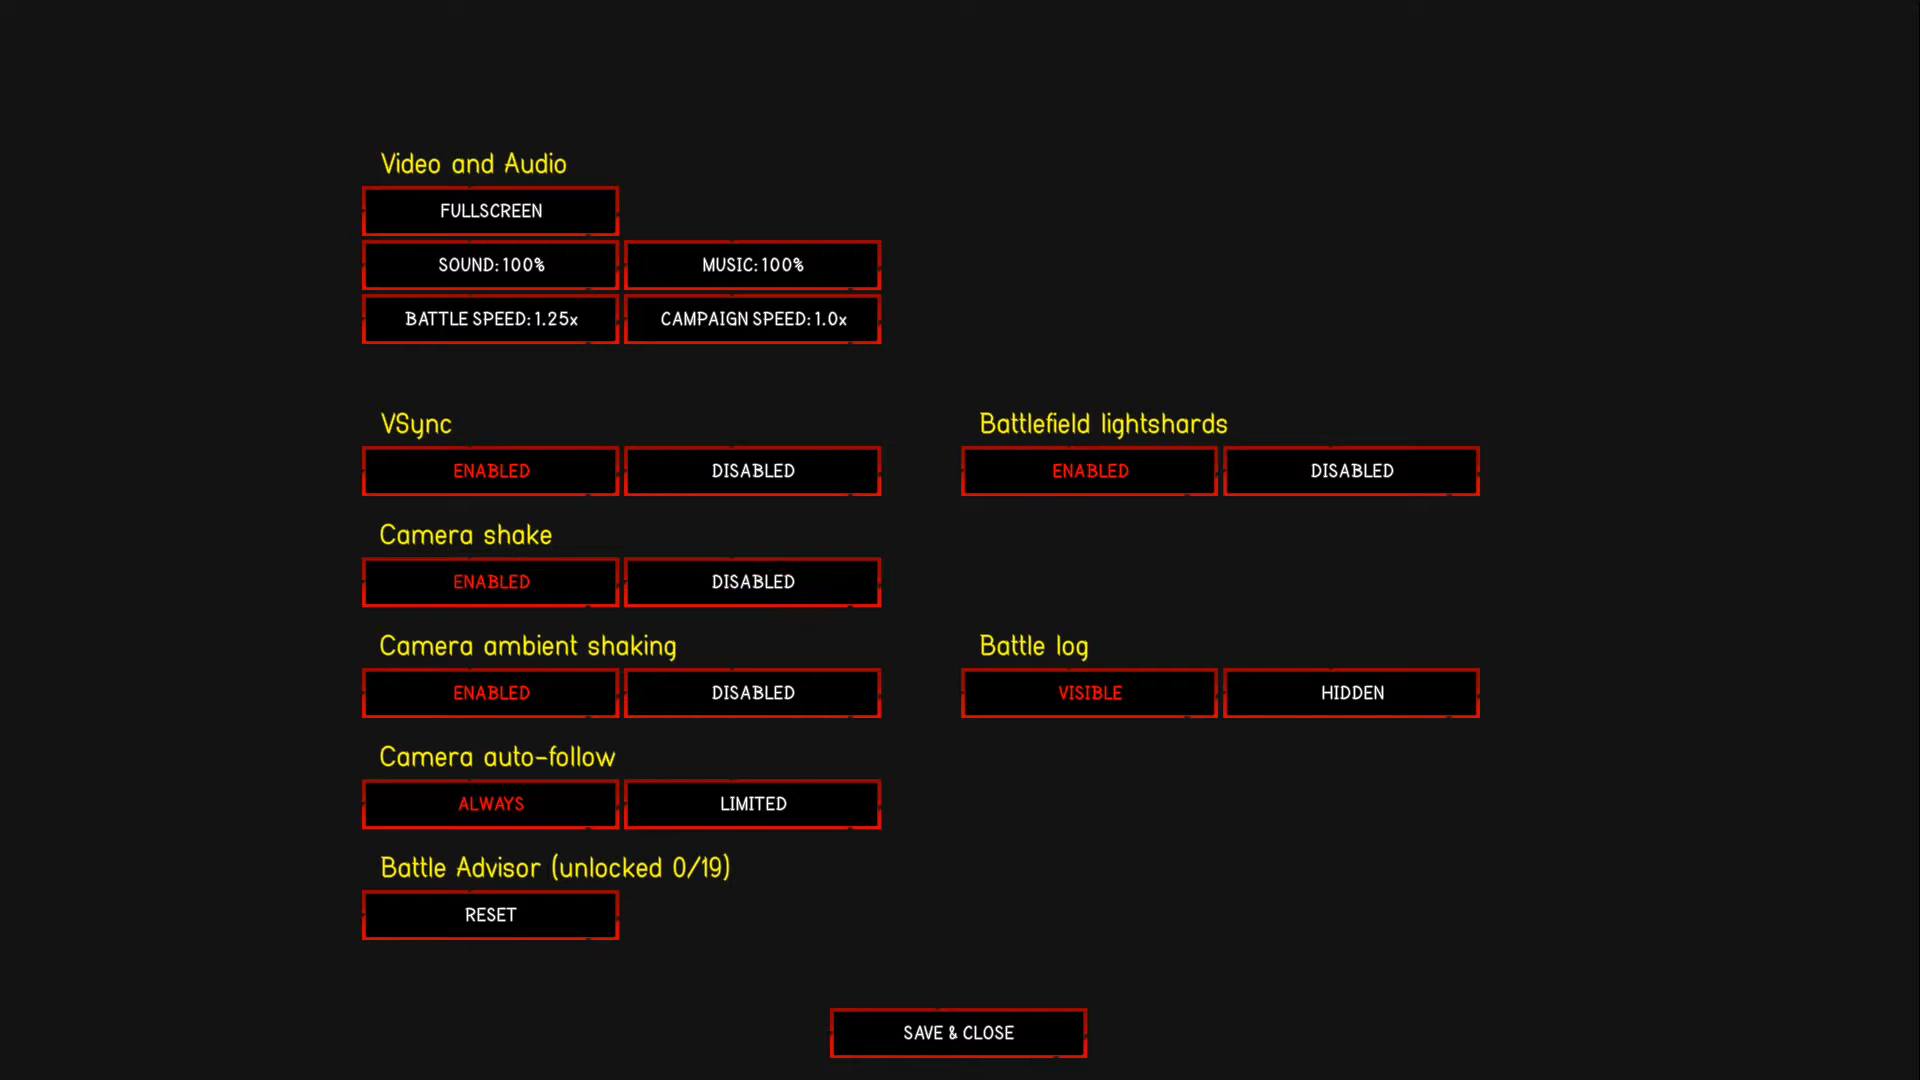 Video and Audio
FULLSCREEN
SOUND: 100% MUSIC: 100%
BATTLE SPEED: 1.25x CAMPAIGN SPEED: 1.0x
VSync Battlefield lightshards
ENABLED DISABLED ENABLED DISABLED
Camera shake
ENABLED DISABLED
Camera ambient shaking Battle log
ENABLED DISABLED VISIBLE HIDDEN
Camera auto-follow
ALWAYS LIMITED
Battle Advisor (unlocked 0/19)
RESET
SAVE & CLOSE